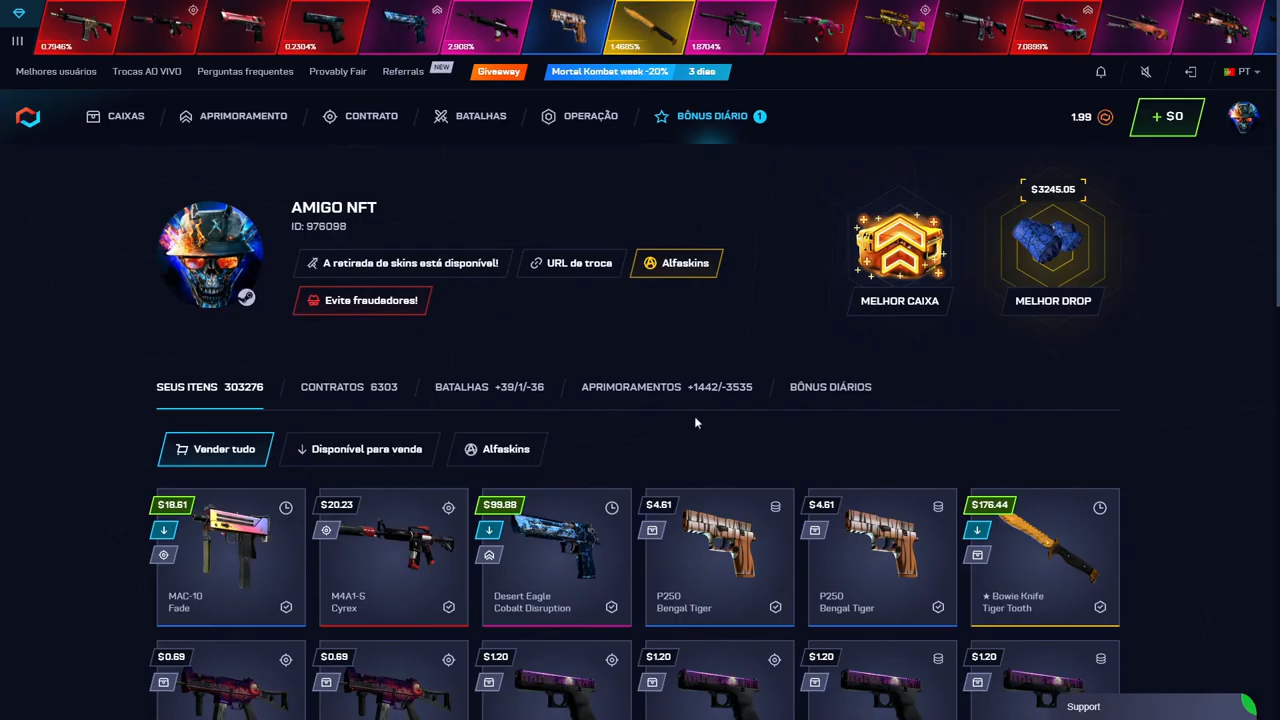 0.7946%
0.2304%
2.908%
1.4685%
1.8704%
7.0899%
Melhores usuários
Trocas AO VIVO
Perguntas frequentes
Provably Fair
Referrals
NEW
Giveaway
Mortal Kombat week -20%
3 dias
PT
CAIXAS
APRIMORAMENTO
CONTRATO
BATALHAS
OPERAÇÃO
BÔNUS DIÁRIO
1
1.99
+ $0
AMIGO NFT
ID: 976098
A retirada de skins está disponível!
URL de troca
Alfaskins
Evite fraudadores!
MELHOR CAIXA
$3245.05
MELHOR DROP
SEUS ITENS 303276
CONTRATOS 6303
BATALHAS +39/1/-36
APRIMORAMENTOS +1442/-3535
BÔNUS DIÁRIOS
Vender tudo
Disponível para venda
Alfaskins
$18.61
MAC-10
Fade
$20.23
M4A1-S
Cyrex
$99.88
Desert Eagle
Cobalt Disruption
$4.61
P250
Bengal Tiger
$4.61
P250
Bengal Tiger
$176.44
★ Bowie Knife
Tiger Tooth
$0.69
$0.69
$1.20
$1.20
$1.20
$1.20
Support